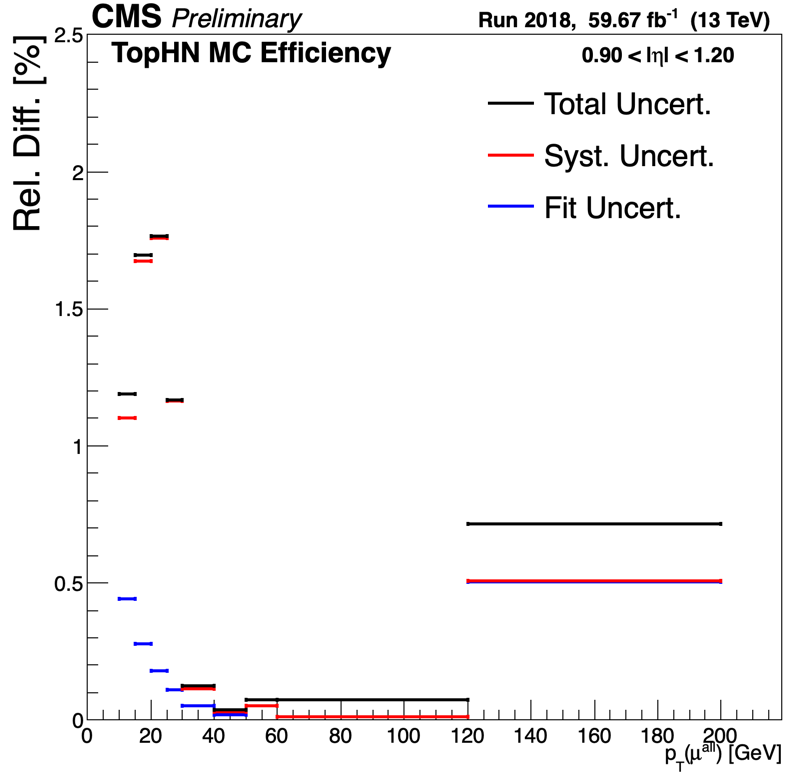 CMS Preliminary Run 2018, 59.67 fb⁻¹ (13 TeV)
TopHN MC Efficiency
0.90 < |η| < 1.20
Total Uncert.
Syst. Uncert.
Fit Uncert.
Rel. Diff. [%]
2.5
2
1.5
1
0.5
0
0 20 40 60 80 100 120 140 160 180 200
p_T(μ^all) [GeV]